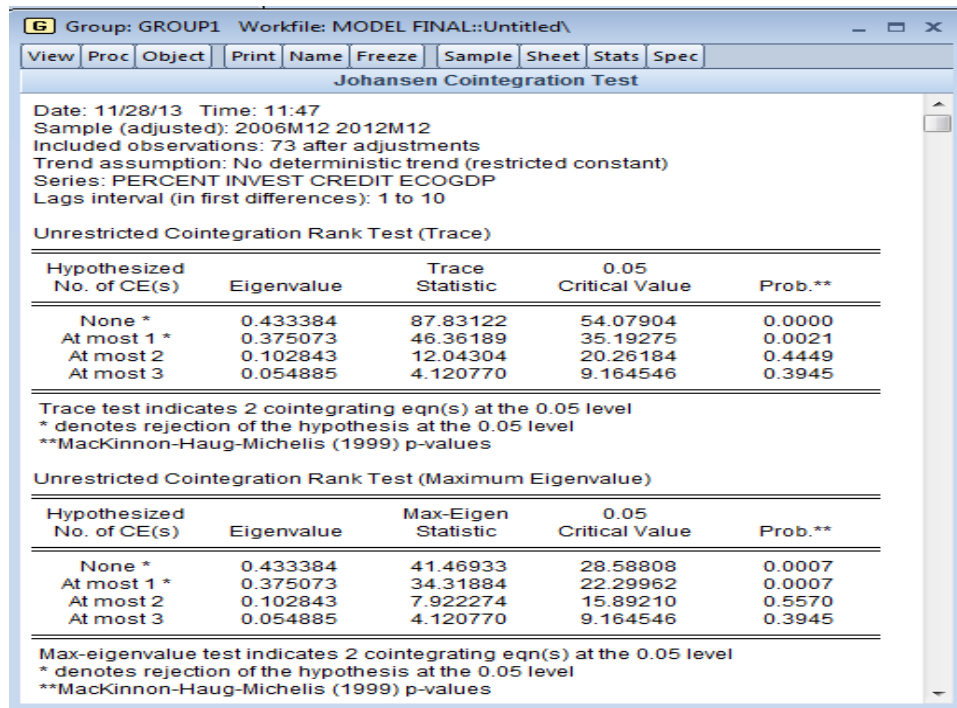 G Group: GROUP1 Workfile: MODEL FINAL::Untitled\
View Proc Object Print Name Freeze Sample Sheet Stats Spec
Johansen Cointegration Test
Date: 11/28/13 Time: 11:47
Sample (adjusted): 2006M12 2012M12
Included observations: 73 after adjustments
Trend assumption: No deterministic trend (restricted constant)
Series: PERCENT INVEST CREDIT ECOGDP
Lags interval (in first differences): 1 to 10
Unrestricted Cointegration Rank Test (Trace)
Hypothesized Trace 0.05
No. of CE(s) Eigenvalue Statistic Critical Value Prob.**
None * 0.433384 87.83122 54.07904 0.0000
At most 1 * 0.375073 46.36189 35.19275 0.0021
At most 2 0.102843 12.04304 20.26184 0.4449
At most 3 0.054885 4.120770 9.164546 0.3945
Trace test indicates 2 cointegrating eqn(s) at the 0.05 level
* denotes rejection of the hypothesis at the 0.05 level
**MacKinnon-Haug-Michelis (1999) p-values
Unrestricted Cointegration Rank Test (Maximum Eigenvalue)
Hypothesized Max-Eigen 0.05
No. of CE(s) Eigenvalue Statistic Critical Value Prob.**
None * 0.433384 41.46933 28.58808 0.0007
At most 1 * 0.375073 34.31884 22.29962 0.0007
At most 2 0.102843 7.922274 15.89210 0.5570
At most 3 0.054885 4.120770 9.164546 0.3945
Max-eigenvalue test indicates 2 cointegrating eqn(s) at the 0.05 level
* denotes rejection of the hypothesis at the 0.05 level
**MacKinnon-Haug-Michelis (1999) p-values